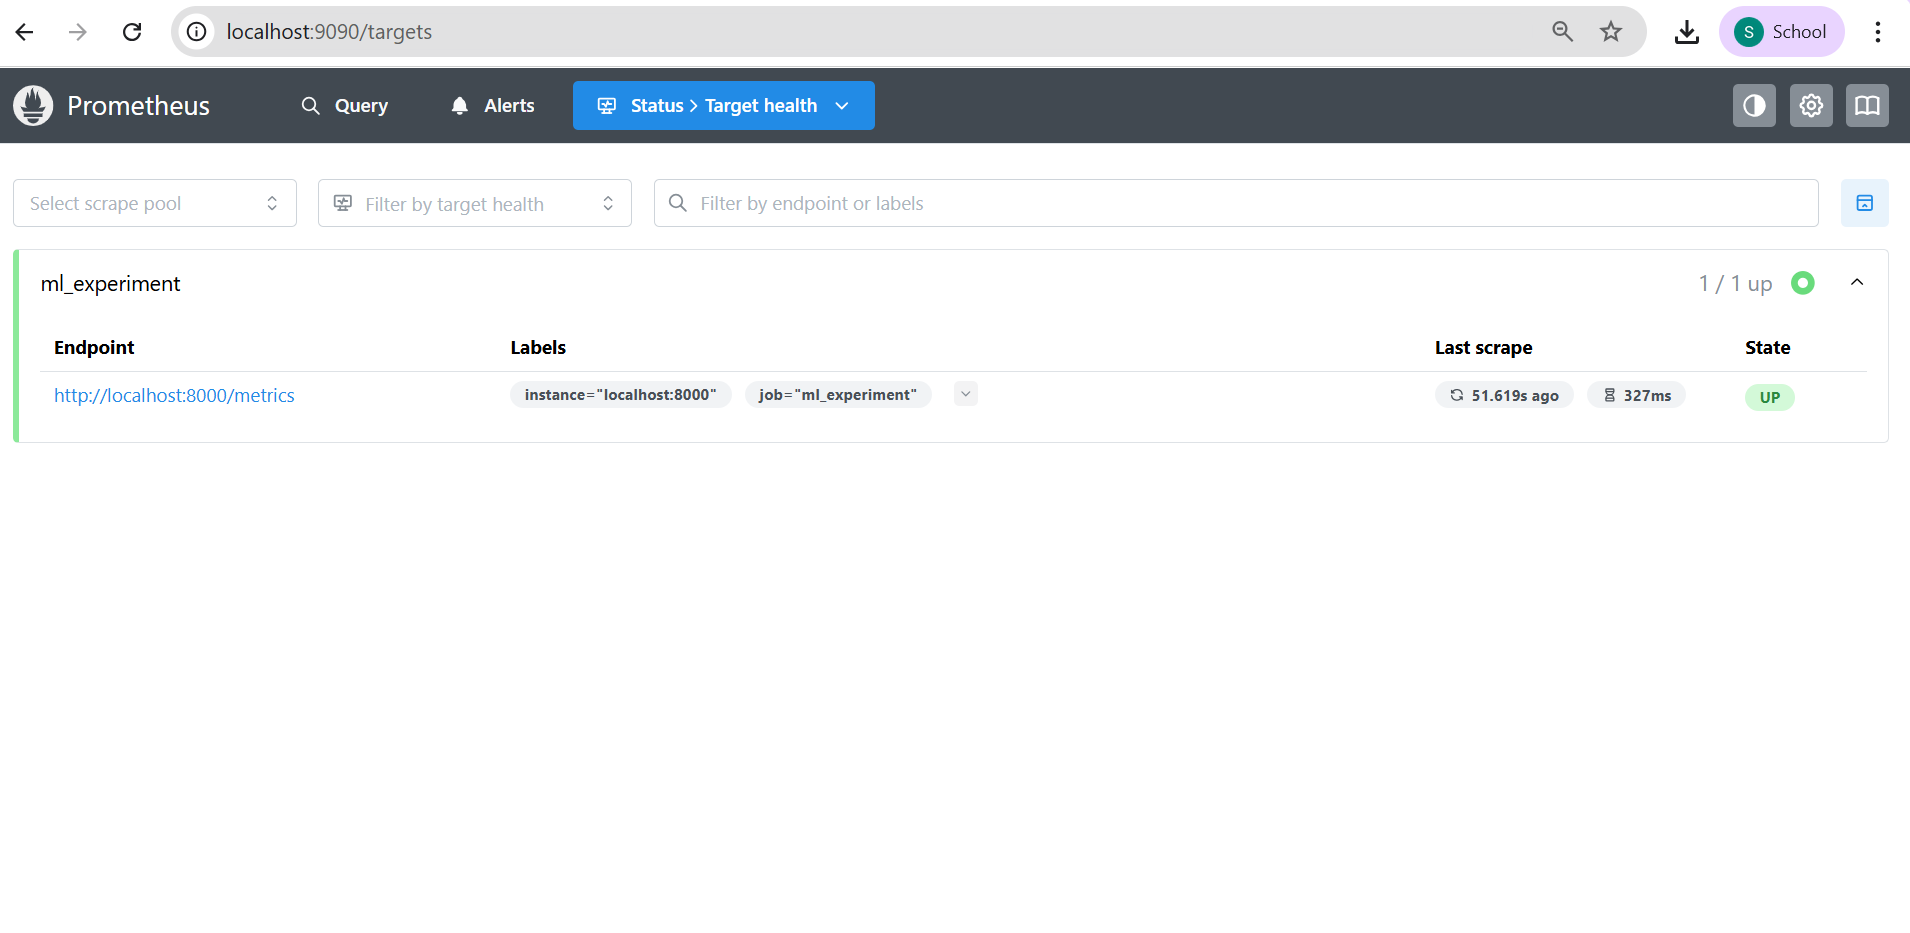 localhost:9090/targets
S School
Prometheus Query Alerts Status > Target health
Select scrape pool Filter by target health Filter by endpoint or labels
ml_experiment 1 / 1 up
Endpoint Labels Last scrape State
http://localhost:8000/metrics instance="localhost:8000" job="ml_experiment" 51.619s ago 327ms UP